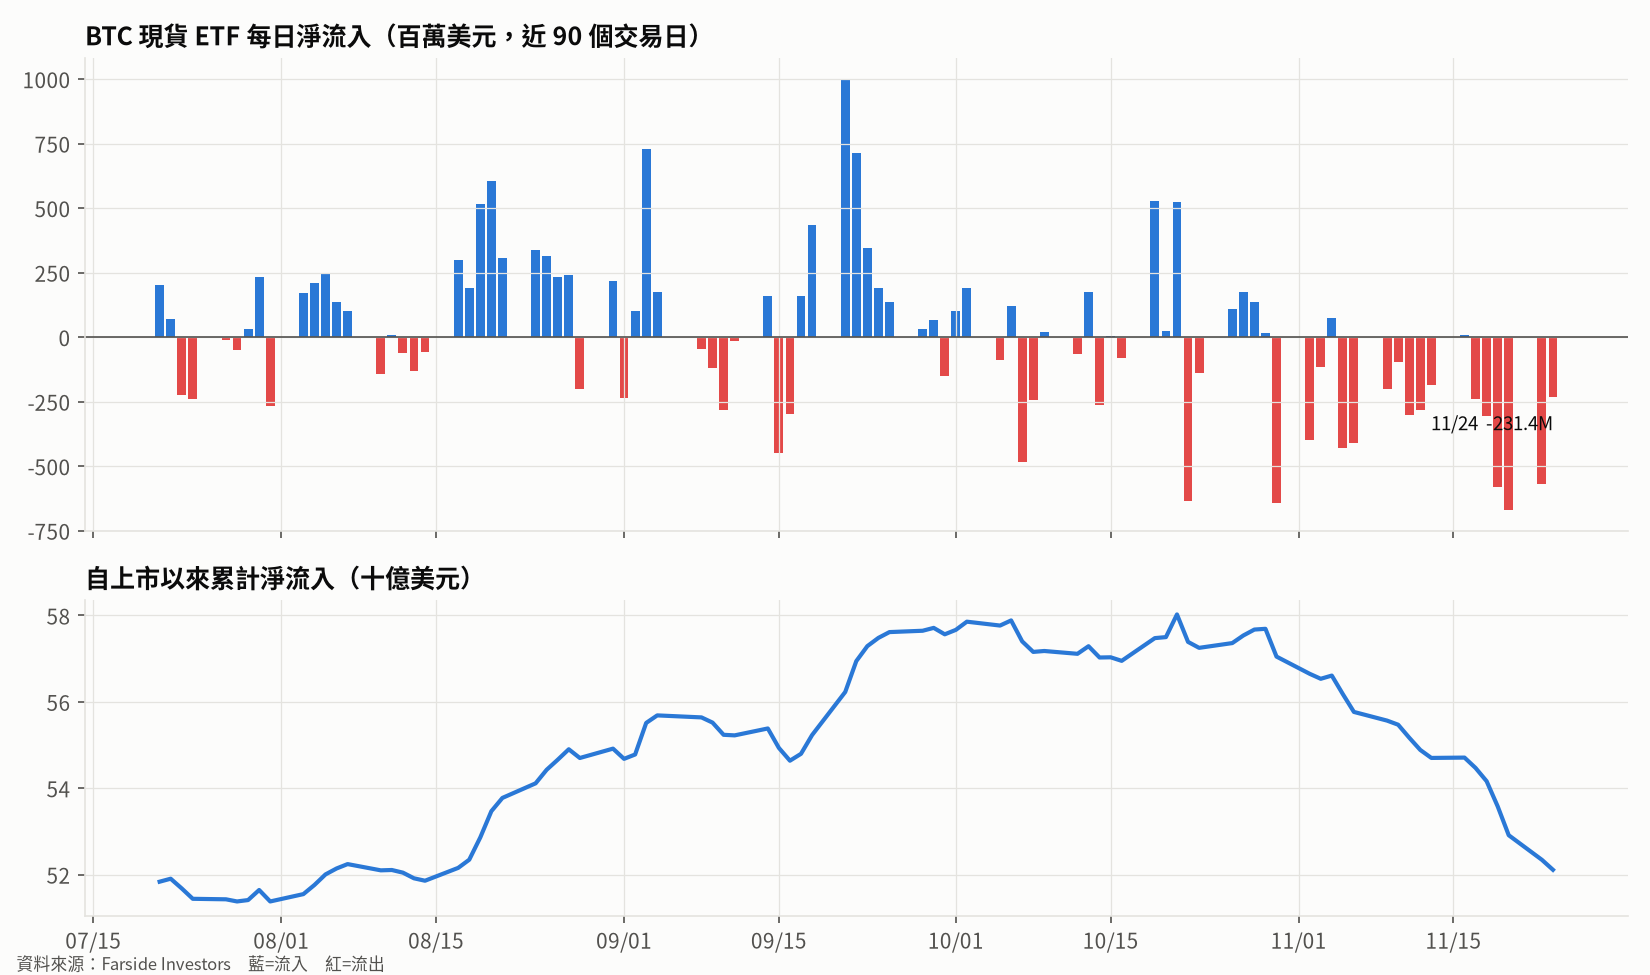 BTC 現貨 ETF 每日淨流入（百萬美元，近 90 個交易日）
1000
750
500
250
0
-250
-500
-750
11/24 -231.4M
自上市以來累計淨流入（十億美元）
58
56
54
52
07/15 08/01 08/15 09/01 09/15 10/01 10/15 11/01 11/15
資料來源：Farside Investors 藍=流入 紅=流出